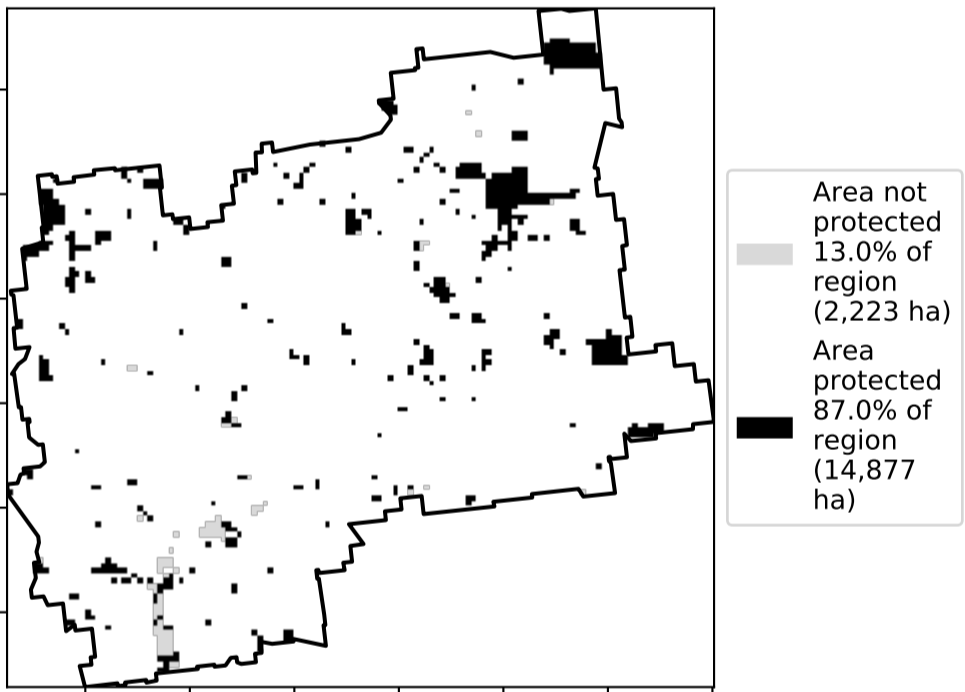 Area not
protected
13.0% of
region
(2,223 ha)
Area
protected
87.0% of
region
(14,877
ha)